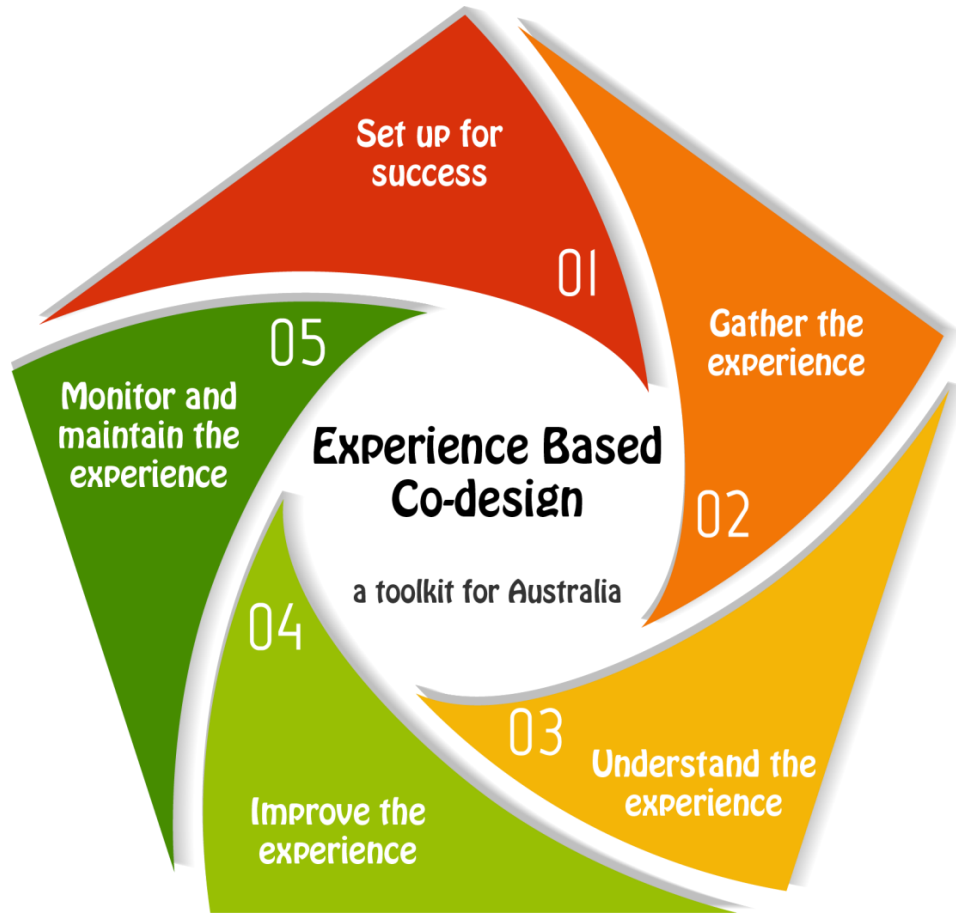 Set up for
success
01
Gather the
experience
02
Understand the
experience
03
Improve the
experience
04
Monitor and
maintain the
experience
05
Experience Based
Co-design
a toolkit for Australia